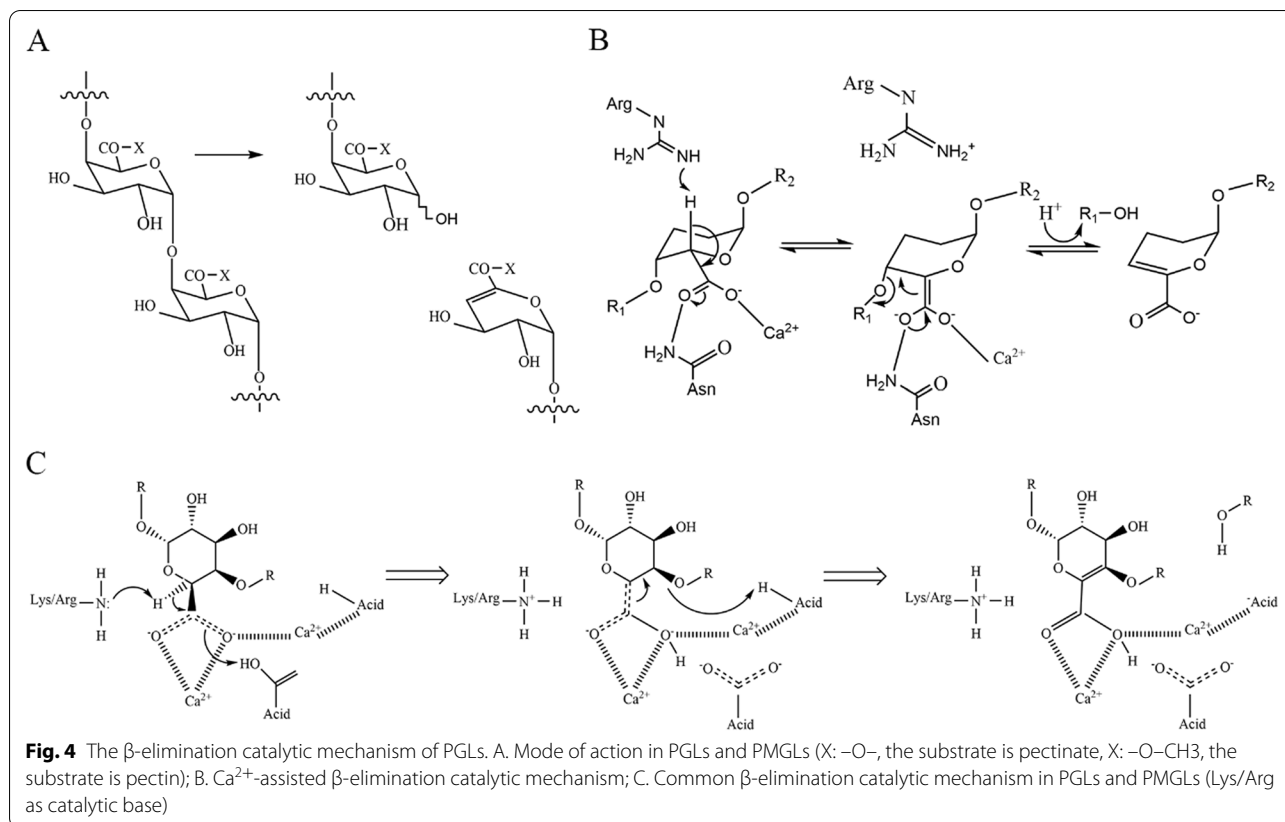 A
B
C
O
CO–X
O
HO
OH
O
CO–X
O
HO
OH
O
O
CO–X
O
HO
OH
OH
CO–X
O
HO
OH
O
Arg
N
H2N
NH
H
O
R2
O
O
R1
O
O-
Ca2+
H2N
O
Asn
Arg
N
H2N
NH2+
O
R2
O
O
R1
-O
O-
Ca2+
H2N
O
Asn
H+
R1–OH
O
R2
O
O
O-
R
O
OH
OH
O
O
R
H
Lys/Arg–N:
H
H
-O
O-
Ca2+
Ca2+
H
Acid
HO
Acid
R
O
OH
OH
O
O
R
H
Lys/Arg–N+–H
H
-O
O-
H
Ca2+
Ca2+
H
Acid
-O
O-
Acid
R
O
OH
OH
O
O
R
O
R
H
H
Lys/Arg–N+–H
H
O
O-
H
Ca2+
Ca2+
-Acid
-O
O-
Acid
Fig. 4 The β-elimination catalytic mechanism of PGLs. A. Mode of action in PGLs and PMGLs (X: –O–, the substrate is pectinate, X: –O–CH3, the
substrate is pectin); B. Ca2+-assisted β-elimination catalytic mechanism; C. Common β-elimination catalytic mechanism in PGLs and PMGLs (Lys/Arg
as catalytic base)